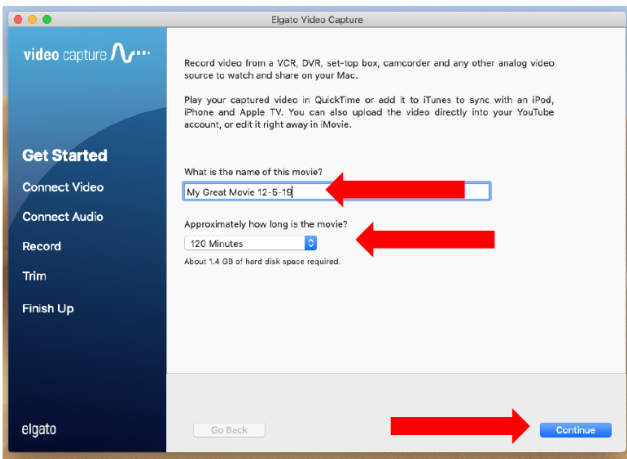 Elgato Video Capture
video capture
Record video from a VCR, DVR, set-top box, camcorder and any other analog video
source to watch and share on your Mac.
Play your captured video in QuickTime or add it to iTunes to sync with an iPod,
iPhone and Apple TV. You can also upload the video directly into your YouTube
account, or edit it right away in iMovie.
Get Started
Connect Video
Connect Audio
Record
Trim
Finish Up
What is the name of this movie?
My Great Movie 12-5-19
Approximately how long is the movie?
120 Minutes
About 1.4 GB of hard disk space required.
elgato
Go Back
Continue